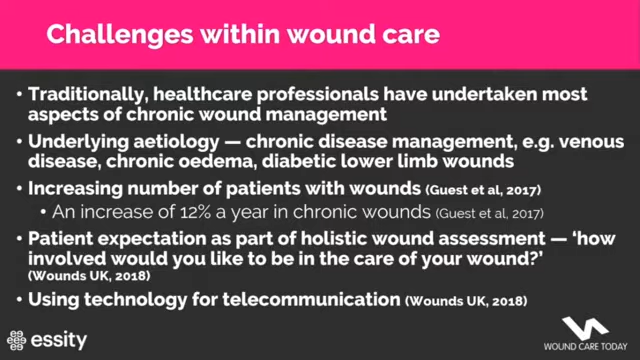 Challenges within wound care
• Traditionally, healthcare professionals have undertaken most
aspects of chronic wound management
• Underlying aetiology — chronic disease management, e.g. venous
disease, chronic oedema, diabetic lower limb wounds
• Increasing number of patients with wounds (Guest et al, 2017)
• An increase of 12% a year in chronic wounds (Guest et al, 2017)
• Patient expectation as part of holistic wound assessment — ‘how
involved would you like to be in the care of your wound?’
(Wounds UK, 2018)
• Using technology for telecommunication (Wounds UK, 2018)
essity
WOUND CARE TODAY